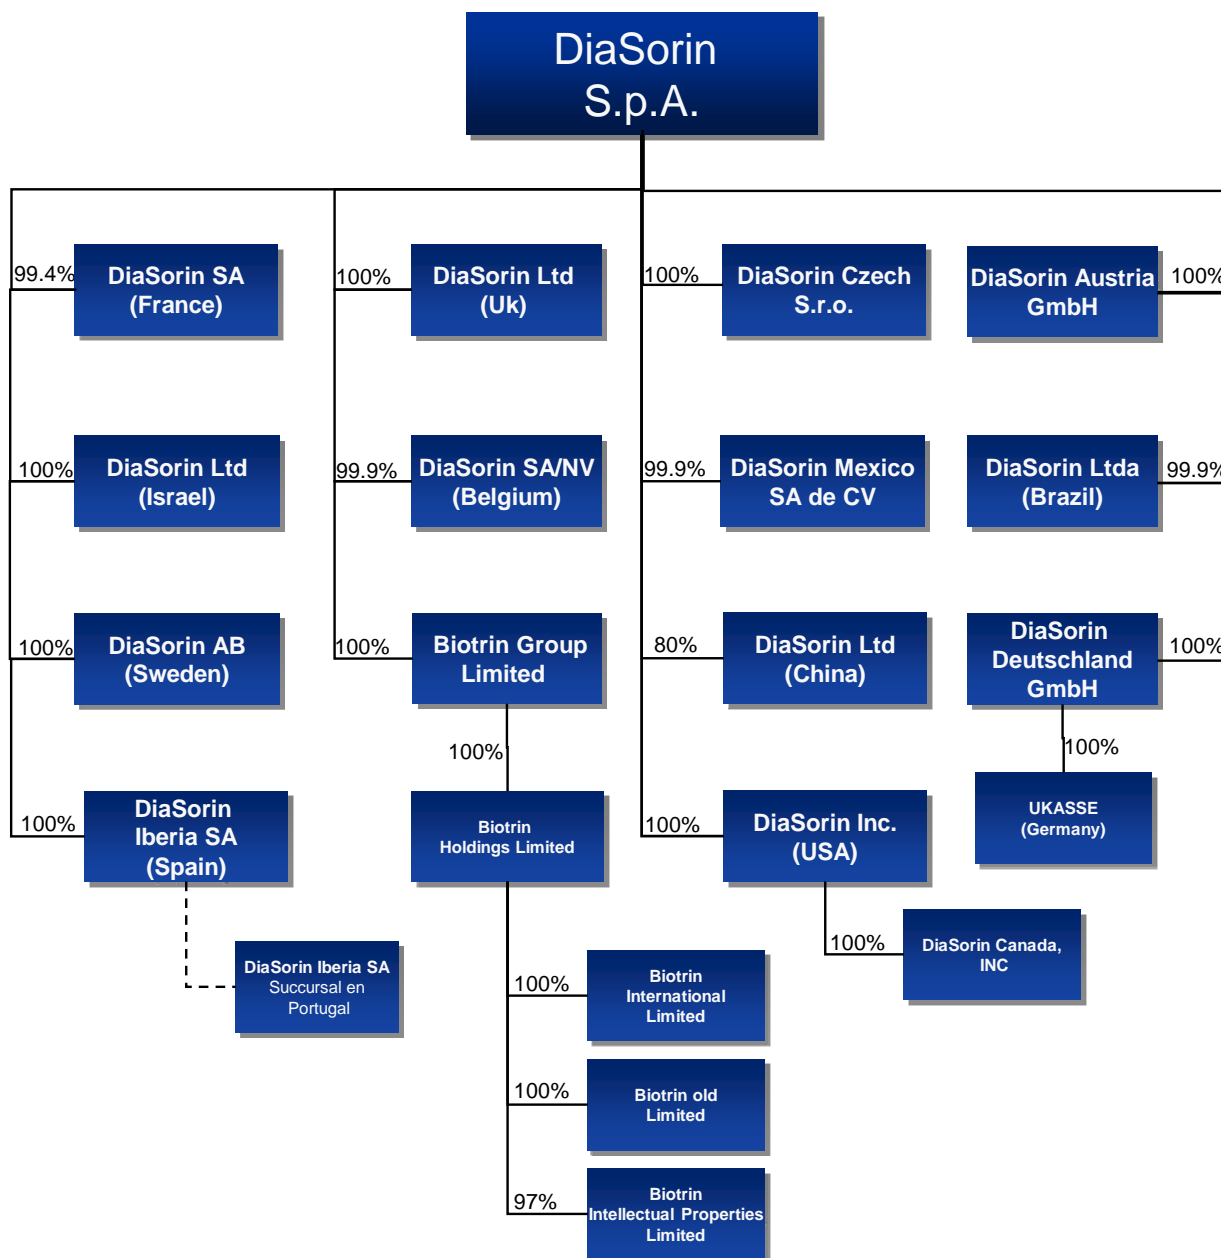 DiaSorin
S.p.A.
99.4%
DiaSorin SA
(France)
100%
DiaSorin Ltd
(Uk)
100%
DiaSorin Czech
S.r.o.
DiaSorin Austria
GmbH
100%
100%
DiaSorin Ltd
(Israel)
99.9%
DiaSorin SA/NV
(Belgium)
99.9%
DiaSorin Mexico
SA de CV
DiaSorin Ltda
(Brazil)
99.9%
100%
DiaSorin AB
(Sweden)
100%
Biotrin Group
Limited
80%
DiaSorin Ltd
(China)
DiaSorin
Deutschland
GmbH
100%
100%
100%
100%
DiaSorin
Iberia SA
(Spain)
Biotrin
Holdings Limited
100%
DiaSorin Inc.
(USA)
UKASSE
(Germany)
DiaSorin Iberia SA
Succursal en
Portugal
100%
Biotrin
International
Limited
100%
DiaSorin Canada,
INC
100%
Biotrin old
Limited
97%
Biotrin
Intellectual Properties
Limited